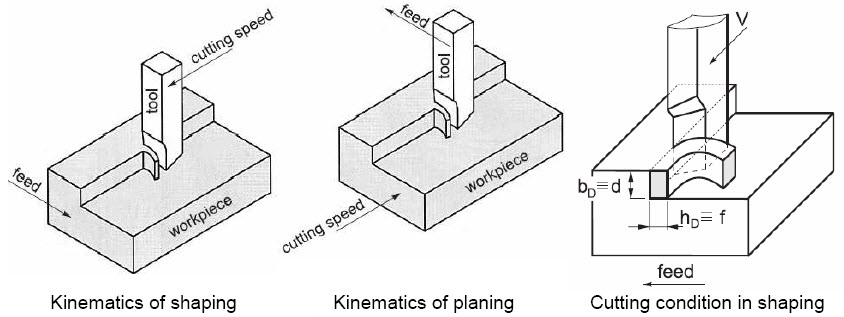 cutting speed
tool
feed
workpiece
Kinematics of shaping
feed
tool
workpiece
cutting speed
Kinematics of planing
V
b_D≡d
h_D≡ f
feed
Cutting condition in shaping